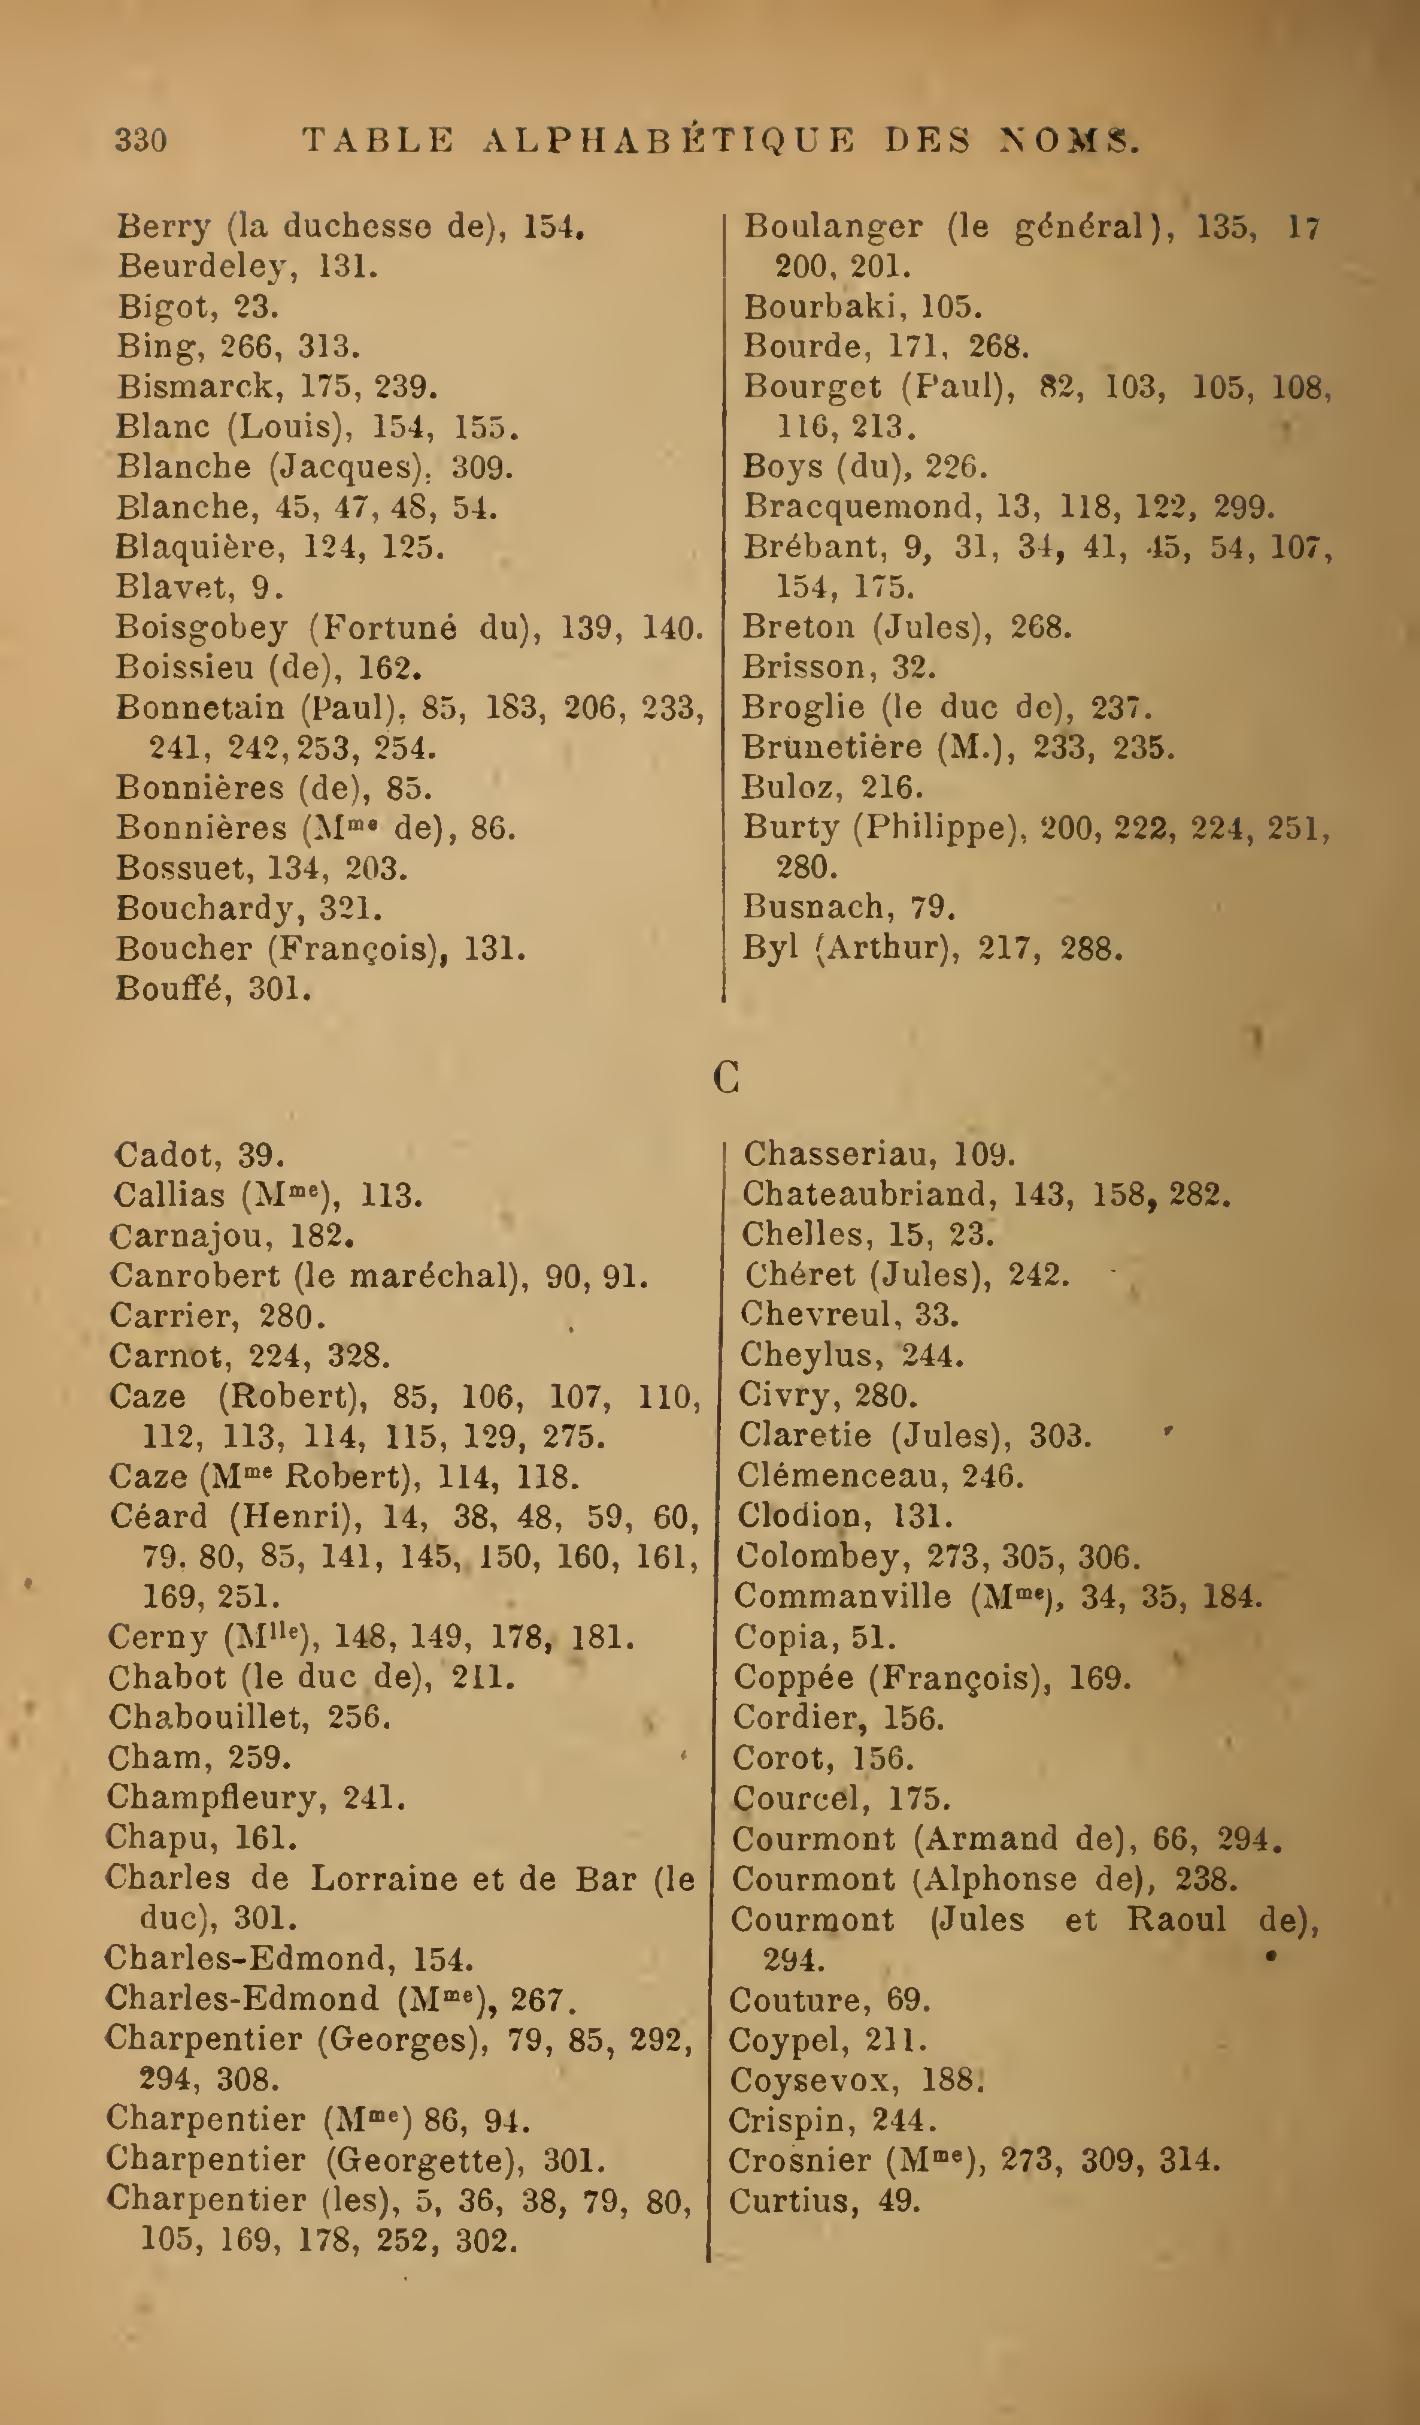 330 TABLE ALPHABÉTIQUE DES NOMS.
Berry (la duchesse de), 154.
Beurdeley, 131.
Bigot, 23.
Bing, 266, 313.
Bismarck, 175, 239.
Blanc (Louis), 154, 155.
Blanche (Jacques), 309.
Blanche, 45, 47, 48, 54.
Blaquière, 124, 125.
Blavet, 9.
Boisgobey (Fortuné du), 139, 140.
Boissieu (de), 162.
Bonnetain (Paul), 85, 183, 206, 233,
241, 242, 253, 254.
Bonnières (de), 85.
Bonnières (Mme de), 86.
Bossuet, 134, 203.
Bouchardy, 321.
Boucher (François), 131.
Bouffé, 301.
Boulanger (le général), 135, 17
200, 201.
Bourbaki, 105.
Bourde, 171, 268.
Bourget (Paul), 82, 103, 105, 108,
116, 213.
Boys (du), 226.
Bracquemond, 13, 118, 122, 299.
Brébant, 9, 31, 34, 41, 45, 54, 107,
154, 175.
Breton (Jules), 268.
Brisson, 32.
Broglie (le duc de), 237.
Brunetière (M.), 233, 235.
Buloz, 216.
Burty (Philippe), 200, 222, 224, 251,
280.
Busnach, 79.
Byl (Arthur), 217, 288.
C
Cadot, 39.
Callias (Mme), 113.
Carnajou, 182.
Canrobert (le maréchal), 90, 91.
Carrier, 280.
Carnot, 224, 328.
Caze (Robert), 85, 106, 107, 110,
112, 113, 114, 115, 129, 275.
Caze (Mme Robert), 114, 118.
Céard (Henri), 14, 38, 48, 59, 60,
79, 80, 85, 141, 145, 150, 160, 161,
169, 251.
Cerny (Mlle), 148, 149, 178, 181.
Chabot (le duc de), 211.
Chabouillet, 256.
Cham, 259.
Champfleury, 241.
Chapu, 161.
Charles de Lorraine et de Bar (le
duc), 301.
Charles-Edmond, 154.
Charles-Edmond (Mme), 267.
Charpentier (Georges), 79, 85, 292,
294, 308.
Charpentier (Mme) 86, 94.
Charpentier (Georgette), 301.
Charpentier (les), 5, 36, 38, 79, 80,
105, 169, 178, 252, 302.
Chasseriau, 109.
Chateaubriand, 143, 158, 282.
Chelles, 15, 23.
Chéret (Jules), 242.
Chevreul, 33.
Cheylus, 244.
Civry, 280.
Claretie (Jules), 303.
Clémenceau, 246.
Clodion, 131.
Colombey, 273, 305, 306.
Commanville (Mme), 34, 35, 184.
Copia, 51.
Coppée (François), 169.
Cordier, 156.
Corot, 156.
Courcel, 175.
Courmont (Armand de), 66, 294.
Courmont (Alphonse de), 238.
Courmont (Jules et Raoul de),
294.
Couture, 69.
Coypel, 211.
Coysevox, 188.
Crispin, 244.
Crosnier (Mme), 273, 309, 314.
Curtius, 49.